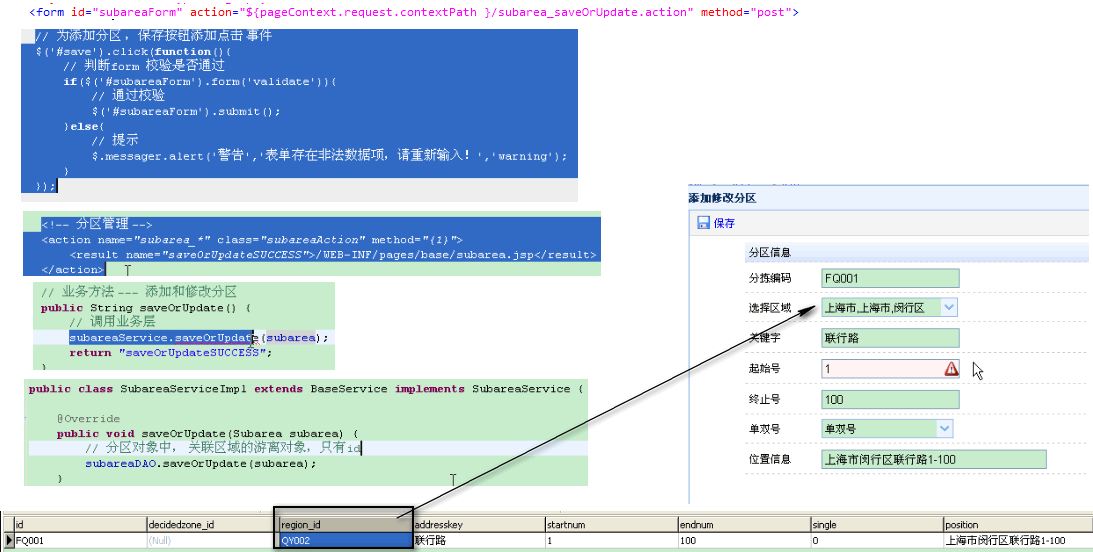 <form id="subareaForm" action="${pageContext.request.contextPath }/subarea_saveOrUpdate.action" method="post">
// 为添加分区，保存按钮添加点击事件
$('#save').click(function(){
// 判断form 校验是否通过
if($('#subareaForm').form('validate')){
// 通过校验
$('#subareaForm').submit();
}else{
// 提示
$.messager.alert('警告','表单存在非法数据项，请重新输入！','warning');
}
});
<!-- 分区管理 -->
<action name="subarea_*" class="subareaAction" method="{1}">
<result name="saveOrUpdateSUCCESS">/WEB-INF/pages/base/subarea.jsp</result>
</action>
// 业务方法 --- 添加和修改分区
public String saveOrUpdate() {
// 调用业务层
subareaService.saveOrUpdate(subarea);
return "saveOrUpdateSUCCESS";
}
public class SubareaServiceImpl extends BaseService implements SubareaService {
@Override
public void saveOrUpdate(Subarea subarea) {
// 分区对象中，关联区域的游离对象，只有id
subareaDAO.saveOrUpdate(subarea);
}
添加修改分区
保存
分区信息
分拣编码 FQ001
选择区域 上海市,上海市,闵行区
关键字 联行路
起始号 1
终止号 100
单双号 单双号
位置信息 上海市闵行区联行路1-100
id decidedzone_id region_id addresskey startnum endnum single position
FQ001 (Null) QY002 联行路 1 100 0 上海市闵行区联行路1-100